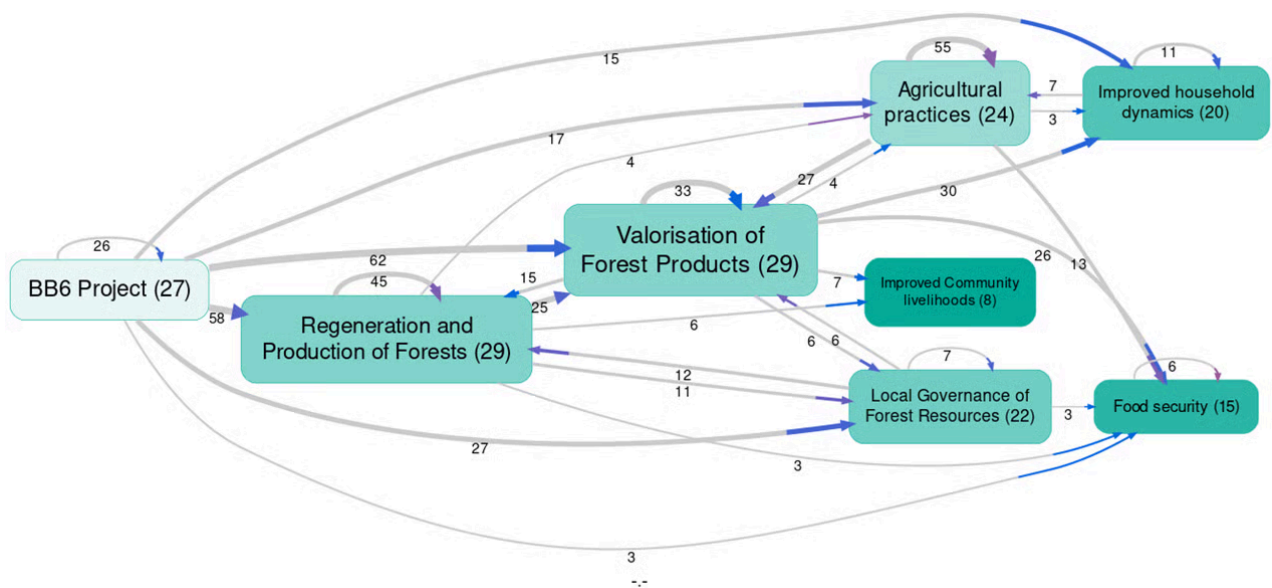 15
55
11
Agricultural
practices (24)
7
3
Improved household
dynamics (20)
17
4
27
4
33
30
Valorisation of
Forest Products (29)
26
62
15
26
13
BB6 Project (27)
45
25
7
Improved Community
livelihoods (8)
58
Regeneration and
Production of Forests (29)
6
6
6
7
6
12
11
Local Governance of
Forest Resources (22)
3
Food security (15)
27
3
3
-.-